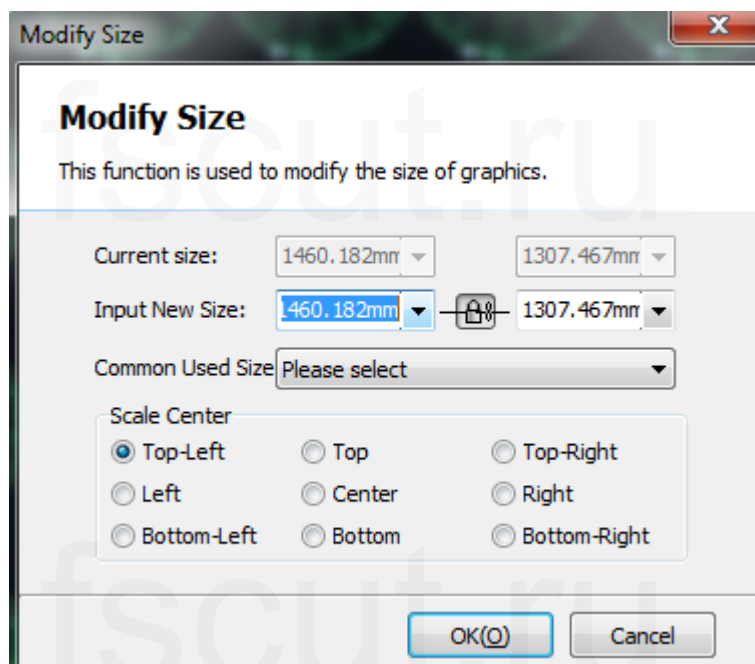 Modify Size
X
fscut.ru
Modify Size
This function is used to modify the size of graphics.
Current size: 1460.182mm 1307.467mm
Input New Size: 1460.182mm 1307.467mm
Common Used Size Please select
Scale Center
Top-Left Top Top-Right
Left Center Right
Bottom-Left Bottom Bottom-Right
fscut.ru
OK(O) Cancel